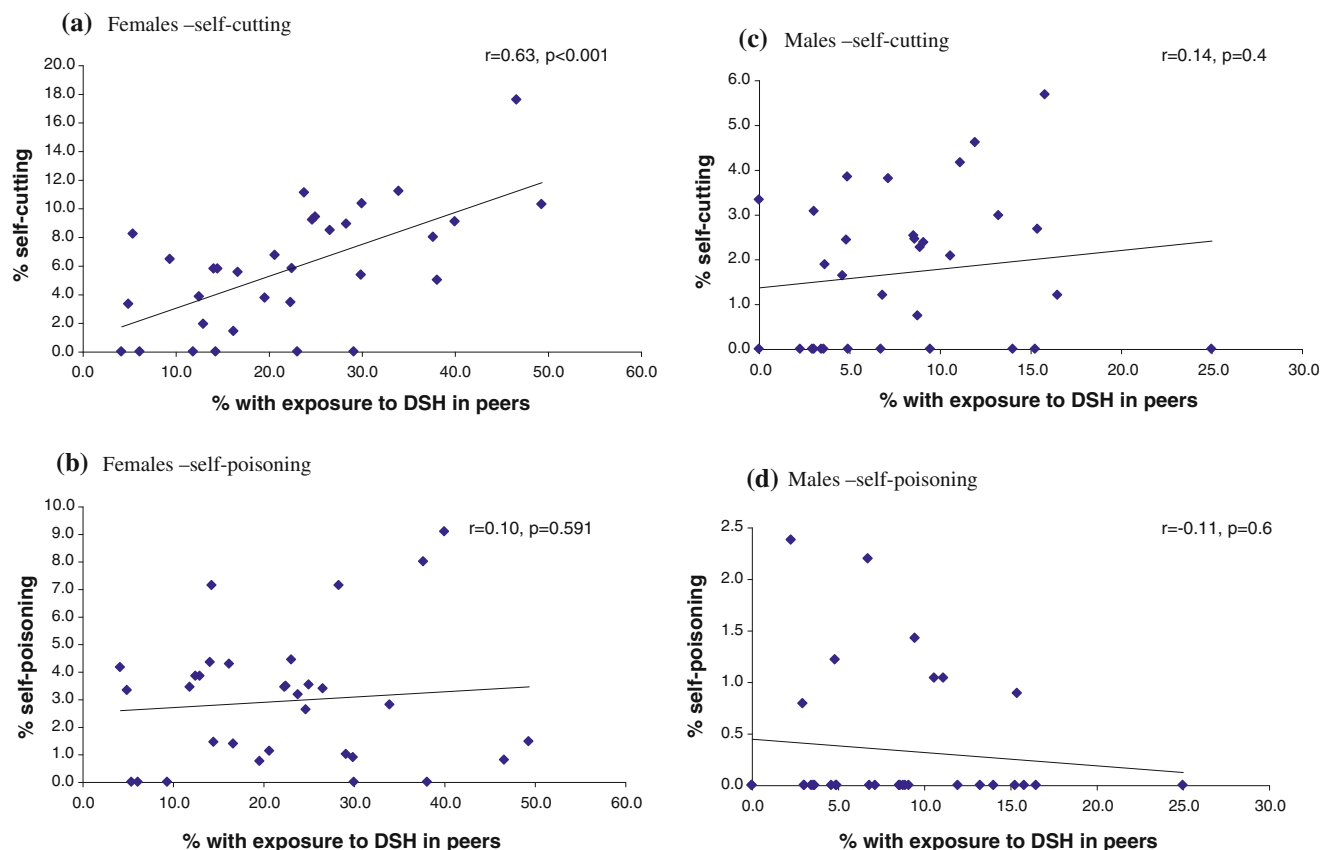 (a) Females –self-cutting
r=0.63, p<0.001
20.0
18.0
16.0
14.0
12.0
10.0
8.0
6.0
4.0
2.0
0.0
% self-cutting
0.0 10.0 20.0 30.0 40.0 50.0 60.0
% with exposure to DSH in peers
(c) Males –self-cutting
r=0.14, p=0.4
6.0
5.0
4.0
3.0
2.0
1.0
0.0
% self-cutting
0.0 5.0 10.0 15.0 20.0 25.0 30.0
% with exposure to DSH in peers
(b) Females –self-poisoning
r=0.10, p=0.591
10.0
9.0
8.0
7.0
6.0
5.0
4.0
3.0
2.0
1.0
0.0
% self-poisoning
0.0 10.0 20.0 30.0 40.0 50.0 60.0
% with exposure to DSH in peers
(d) Males –self-poisoning
r=-0.11, p=0.6
2.5
2.0
1.5
1.0
0.5
0.0
% self-poisoning
0.0 5.0 10.0 15.0 20.0 25.0 30.0
% with exposure to DSH in peers